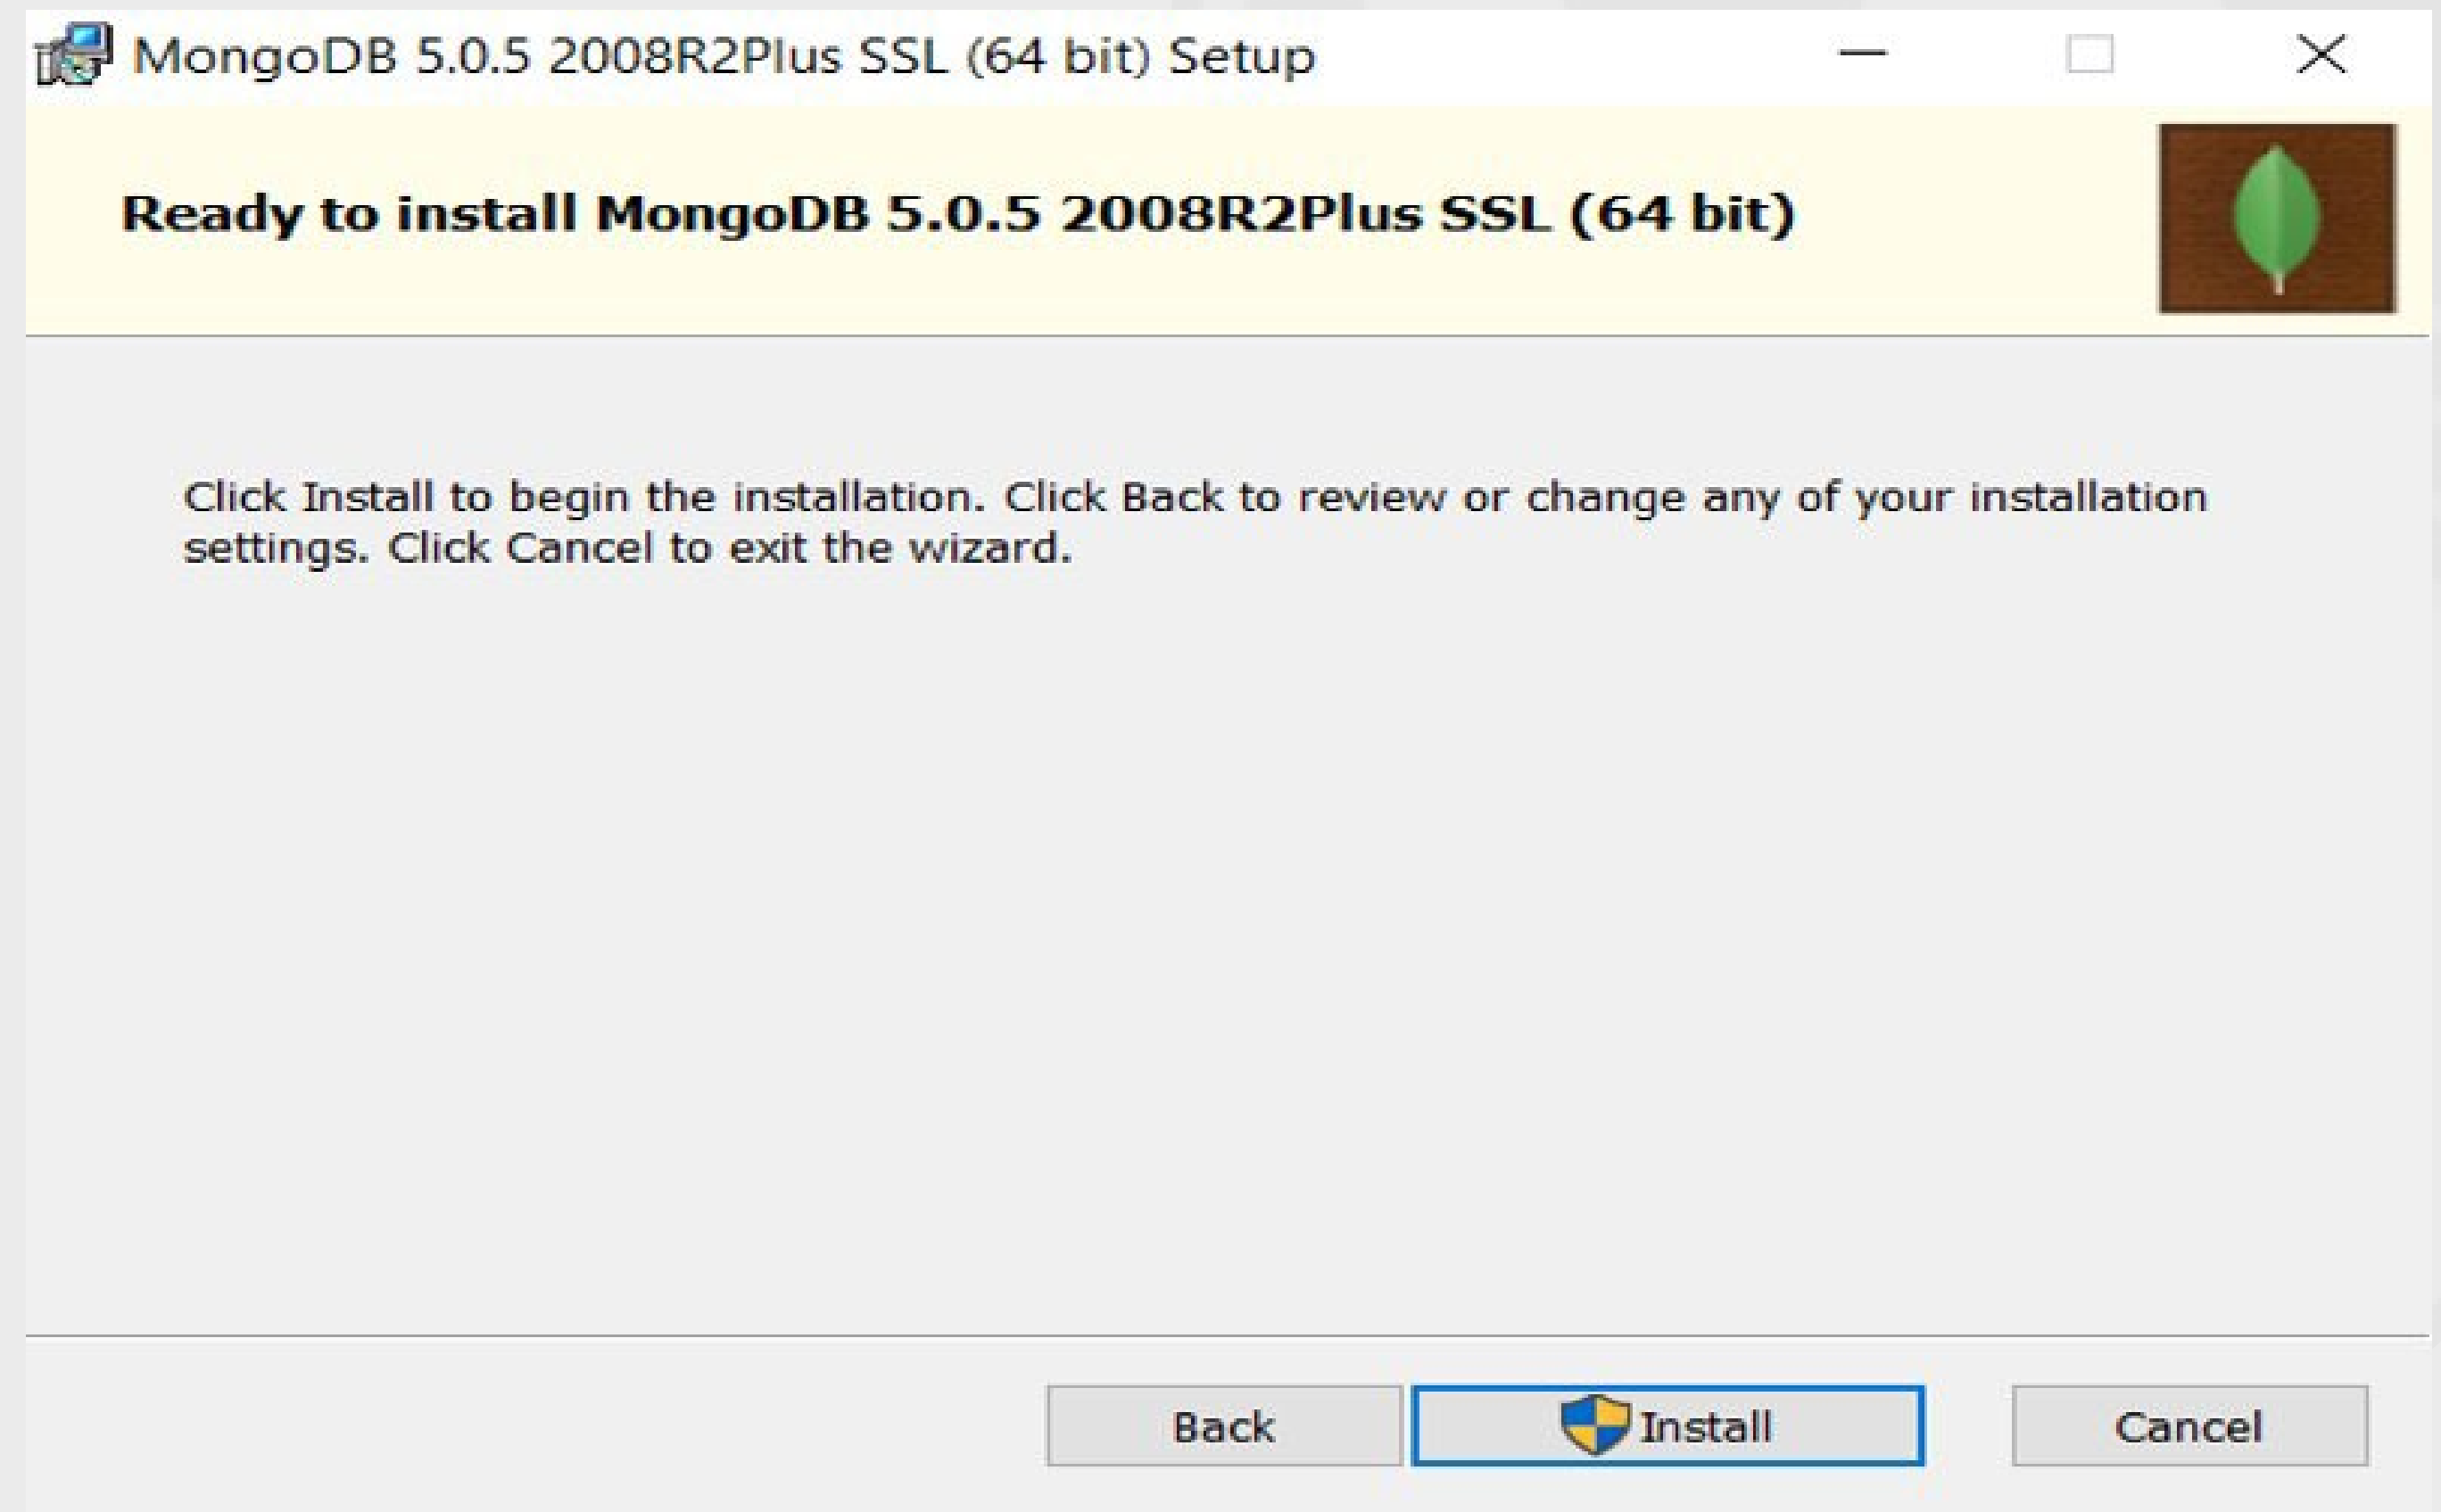 MongoDB 5.0.5 2008R2Plus SSL (64 bit) Setup
Ready to install MongoDB 5.0.5 2008R2Plus SSL (64 bit)
Click Install to begin the installation. Click Back to review or change any of your installation
settings. Click Cancel to exit the wizard.
Back
Install
Cancel